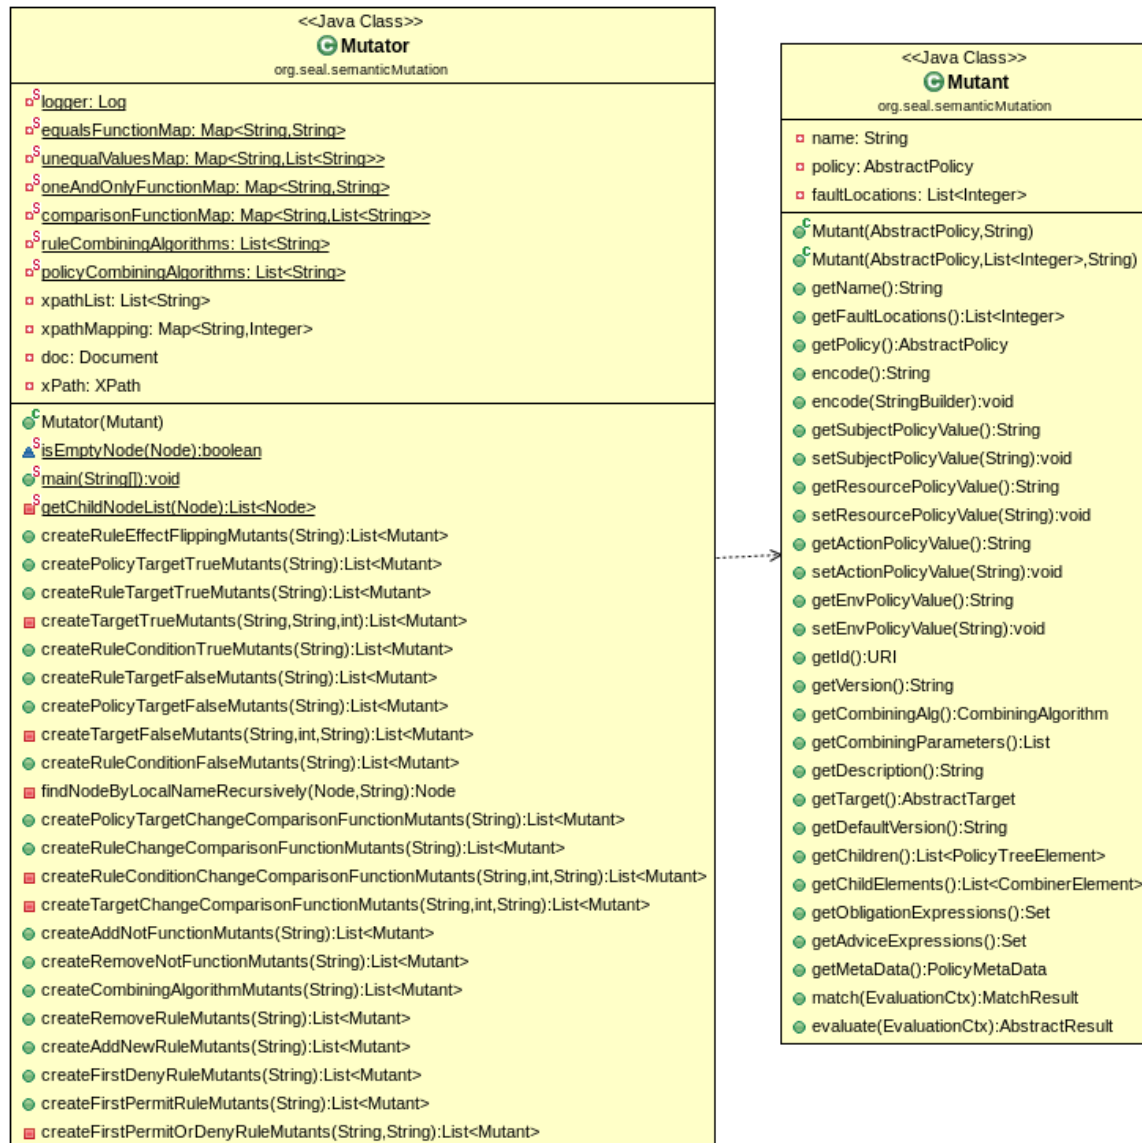 <<Java Class>>
Mutator
org.seal.semanticMutation
logger: Log
equalsFunctionMap: Map<String,String>
unequalValuesMap: Map<String,List<String>>
oneAndOnlyFunctionMap: Map<String,String>
comparisonFunctionMap: Map<String,List<String>>
ruleCombiningAlgorithms: List<String>
policyCombiningAlgorithms: List<String>
xpathList: List<String>
xpathMapping: Map<String,Integer>
doc: Document
xPath: XPath
Mutator(Mutant)
isEmptyNode(Node):boolean
main(String[]):void
getChildNodeList(Node):List<Node>
createRuleEffectFlippingMutants(String):List<Mutant>
createPolicyTargetTrueMutants(String):List<Mutant>
createRuleTargetTrueMutants(String):List<Mutant>
createTargetTrueMutants(String,String,int):List<Mutant>
createRuleConditionTrueMutants(String):List<Mutant>
createRuleTargetFalseMutants(String):List<Mutant>
createPolicyTargetFalseMutants(String):List<Mutant>
createTargetFalseMutants(String,int,String):List<Mutant>
createRuleConditionFalseMutants(String):List<Mutant>
findNodeByLocalNameRecursively(Node,String):Node
createPolicyTargetChangeComparisonFunctionMutants(String):List<Mutant>
createRuleChangeComparisonFunctionMutants(String):List<Mutant>
createRuleConditionChangeComparisonFunctionMutants(String,int,String):List<Mutant>
createTargetChangeComparisonFunctionMutants(String,int,String):List<Mutant>
createAddNotFunctionMutants(String):List<Mutant>
createRemoveNotFunctionMutants(String):List<Mutant>
createCombiningAlgorithmMutants(String):List<Mutant>
createRemoveRuleMutants(String):List<Mutant>
createAddNewRuleMutants(String):List<Mutant>
createFirstDenyRuleMutants(String):List<Mutant>
createFirstPermitRuleMutants(String):List<Mutant>
createFirstPermitOrDenyRuleMutants(String,String):List<Mutant>
<<Java Class>>
Mutant
org.seal.semanticMutation
name: String
policy: AbstractPolicy
faultLocations: List<Integer>
Mutant(AbstractPolicy,String)
Mutant(AbstractPolicy,List<Integer>,String)
getName():String
getFaultLocations():List<Integer>
getPolicy():AbstractPolicy
encode():String
encode(StringBuilder):void
getSubjectPolicyValue():String
setSubjectPolicyValue(String):void
getResourcePolicyValue():String
setResourcePolicyValue(String):void
getActionPolicyValue():String
setActionPolicyValue(String):void
getEnvPolicyValue():String
setEnvPolicyValue(String):void
getId():URI
getVersion():String
getCombiningAlg():CombiningAlgorithm
getCombiningParameters():List
getDescription():String
getTarget():AbstractTarget
getDefaultVersion():String
getChildren():List<PolicyTreeElement>
getChildElements():List<CombinerElement>
getObligationExpressions():Set
getAdviceExpressions():Set
getMetaData():PolicyMetaData
match(EvaluationCtx):MatchResult
evaluate(EvaluationCtx):AbstractResult